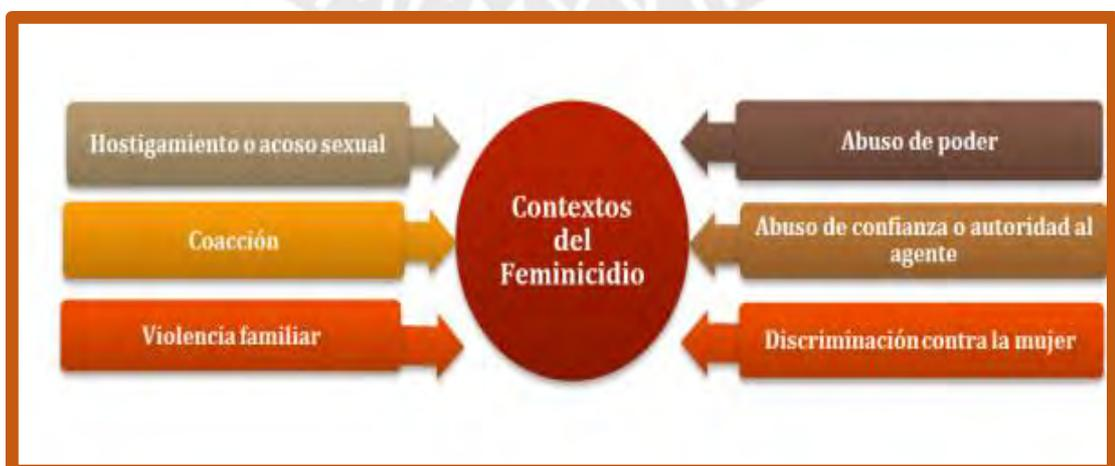 Hostigamiento o acoso sexual
Coacción
Violencia familiar
Contextos
del
Feminicidio
Abuso de poder
Abuso de confianza o autoridad al
agente
Discriminación contra la mujer